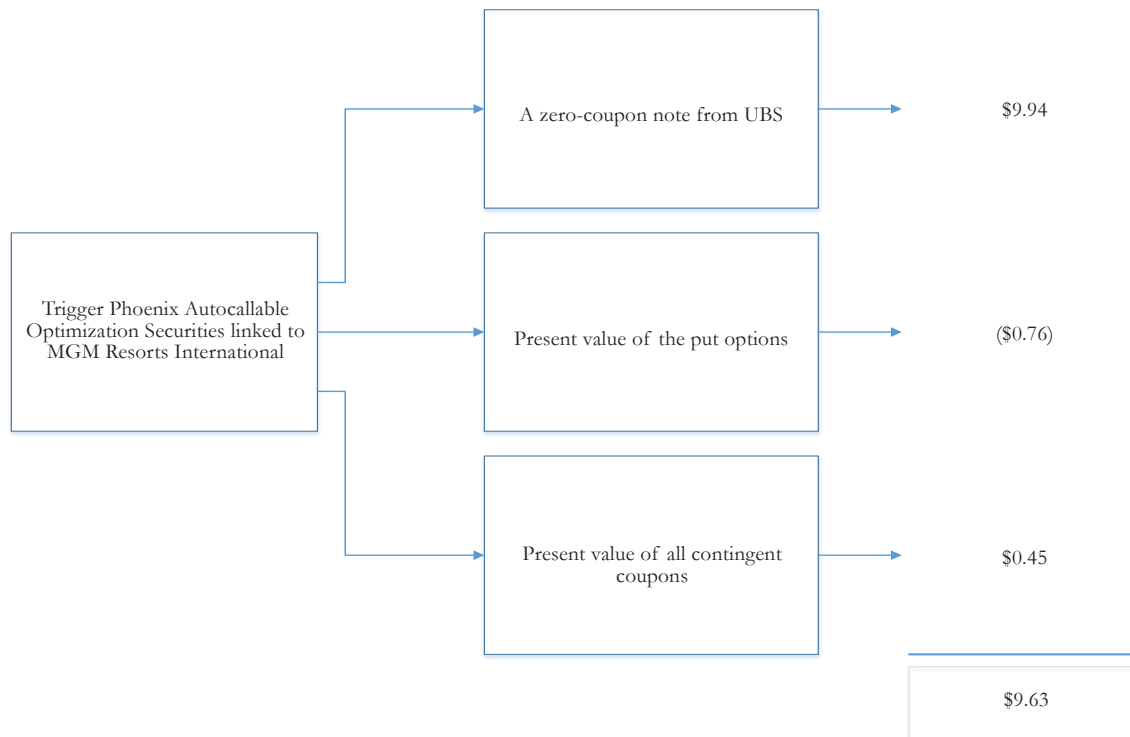 A zero-coupon note from UBS
$9.94
Trigger Phoenix Autocallable
Optimization Securities linked to
MGM Resorts International
Present value of the put options
($0.76)
Present value of all contingent
coupons
$0.45
$9.63